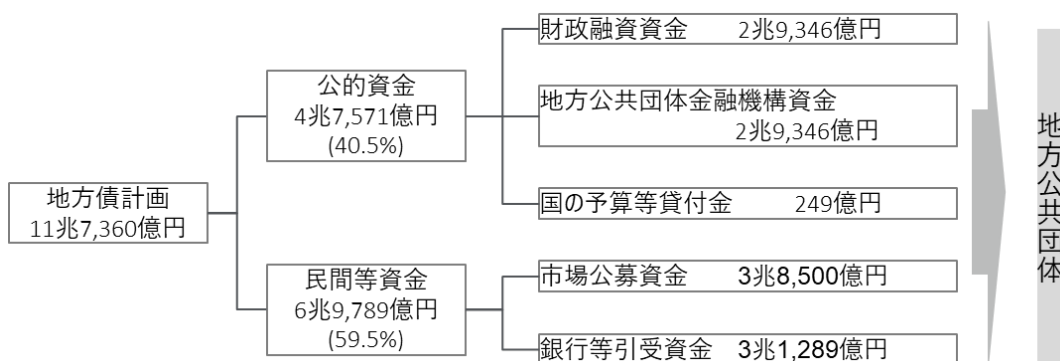 地方債計画
11兆7,360億円
公的資金
4兆7,571億円
(40.5%)
民間等資金
6兆9,789億円
(59.5%)
財政融資資金 2兆9,346億円
地方公共団体金融機構資金
2兆9,346億円
国の予算等貸付金 249億円
市場公募資金 3兆8,500億円
銀行等引受資金 3兆1,289億円
地方公共団体